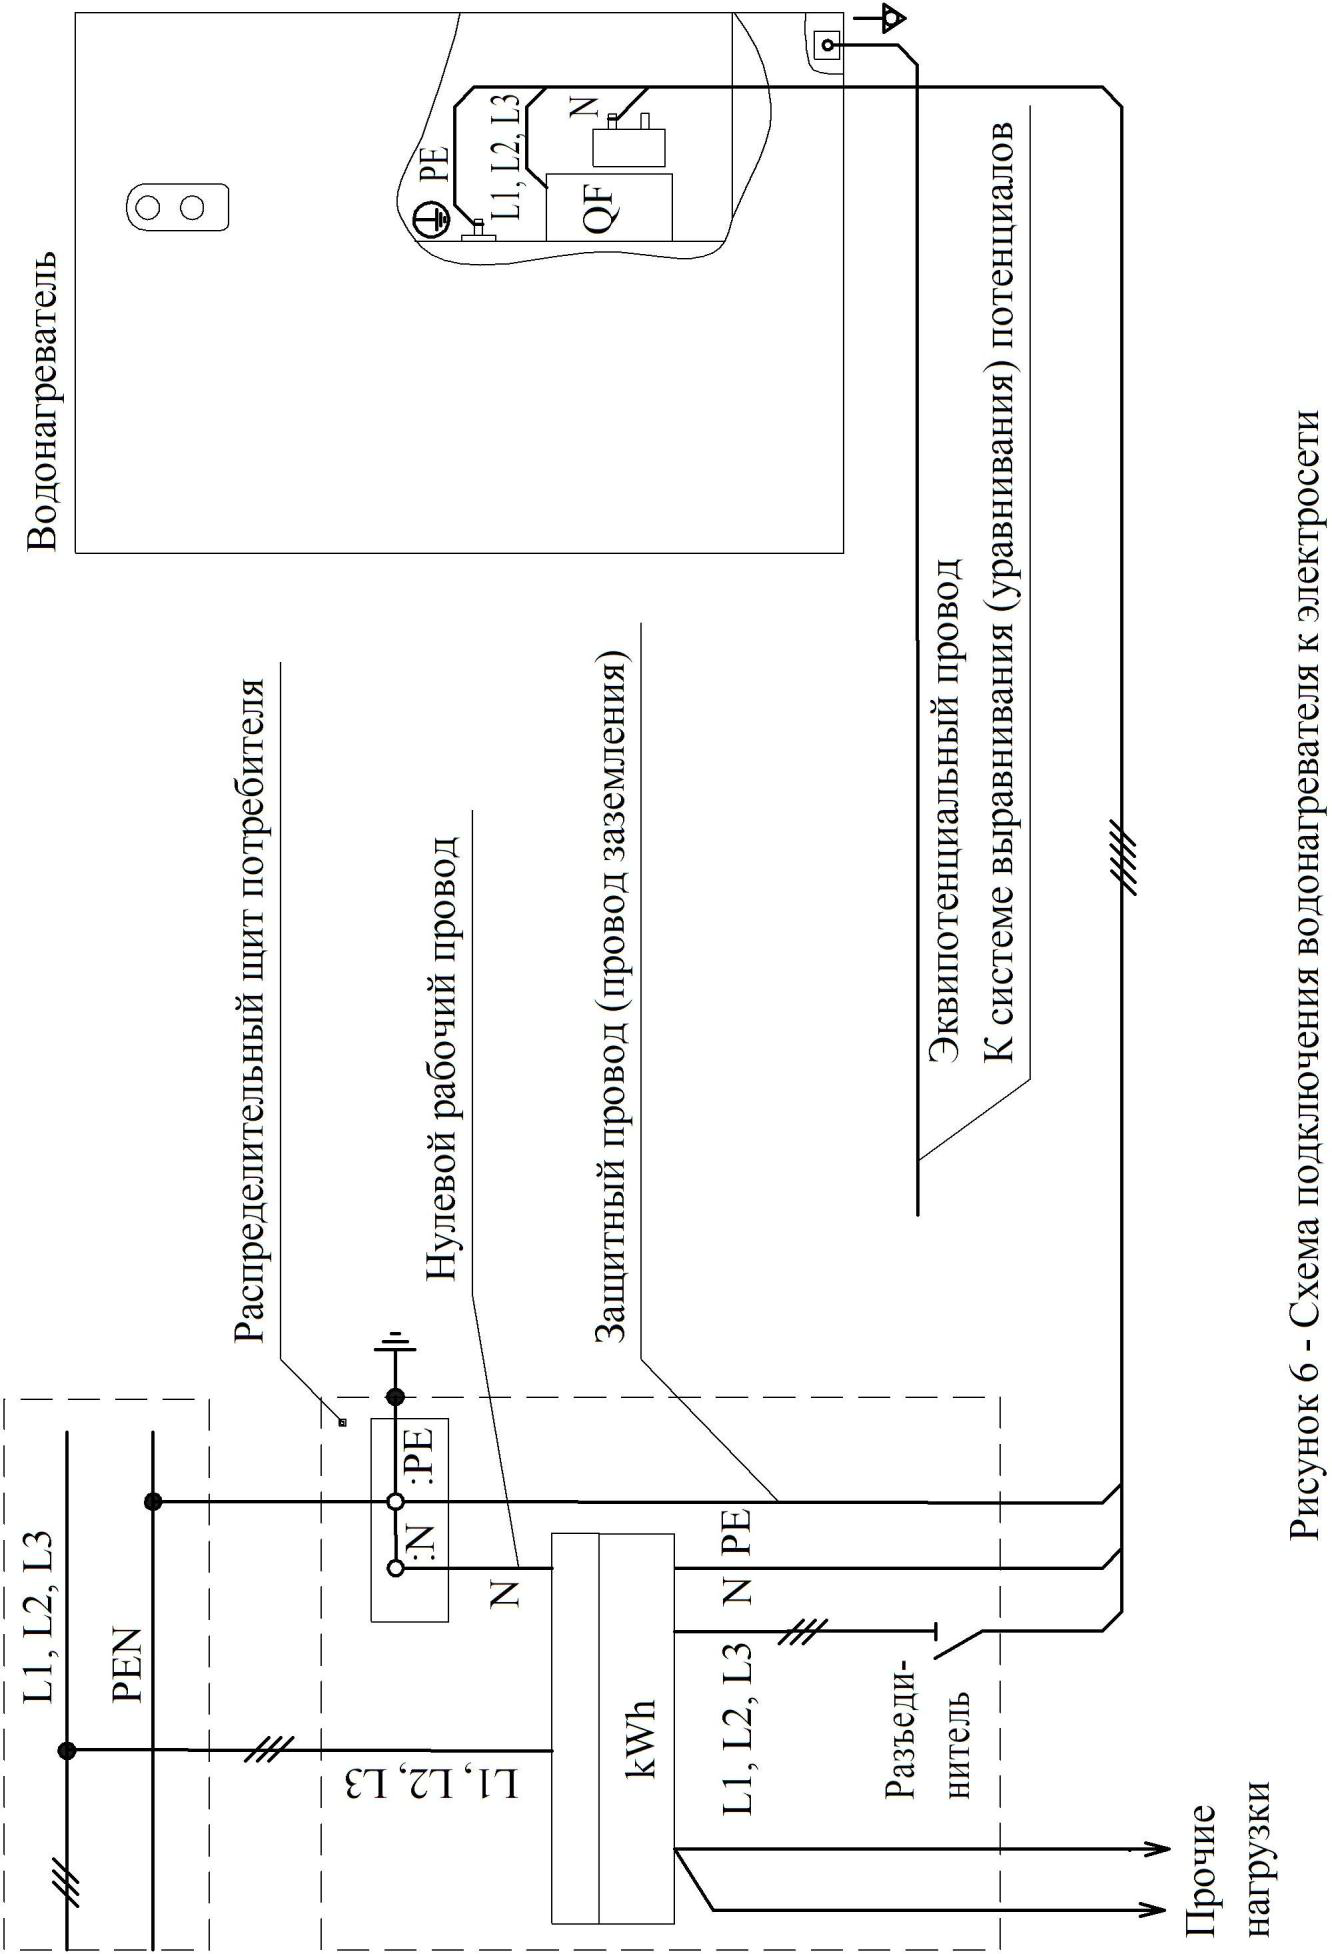 Водонагреватель
PE
L1, L2, L3
N
QF
Распределительный щит потребителя
Нулевой рабочий провод
Защитный провод (провод заземления)
Эквипотенциальный провод
К системе выравнивания (уравнивания) потенциалов
L1, L2, L3
PEN
:N :PE
N
L1, L2, L3
kWh
L1, L2, L3 N PE
Разъеди-
нитель
Прочие
нагрузки
Рисунок 6 - Схема подключения водонагревателя к электросети